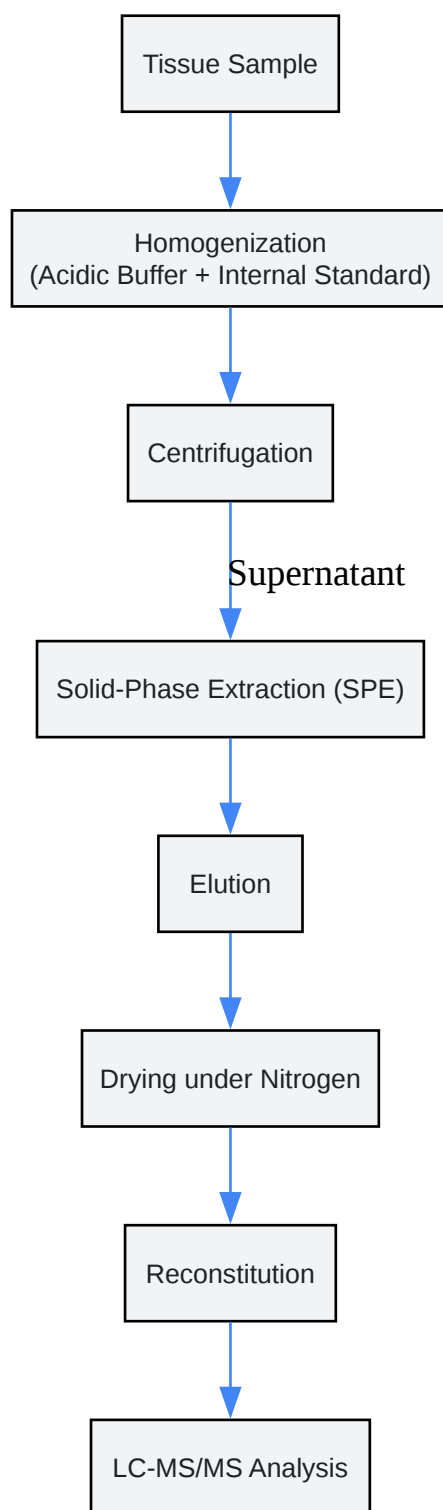 Tissue Sample
Homogenization
(Acidic Buffer + Internal Standard)
Centrifugation
Supernatant
Solid-Phase Extraction (SPE)
Elution
Drying under Nitrogen
Reconstitution
LC-MS/MS Analysis